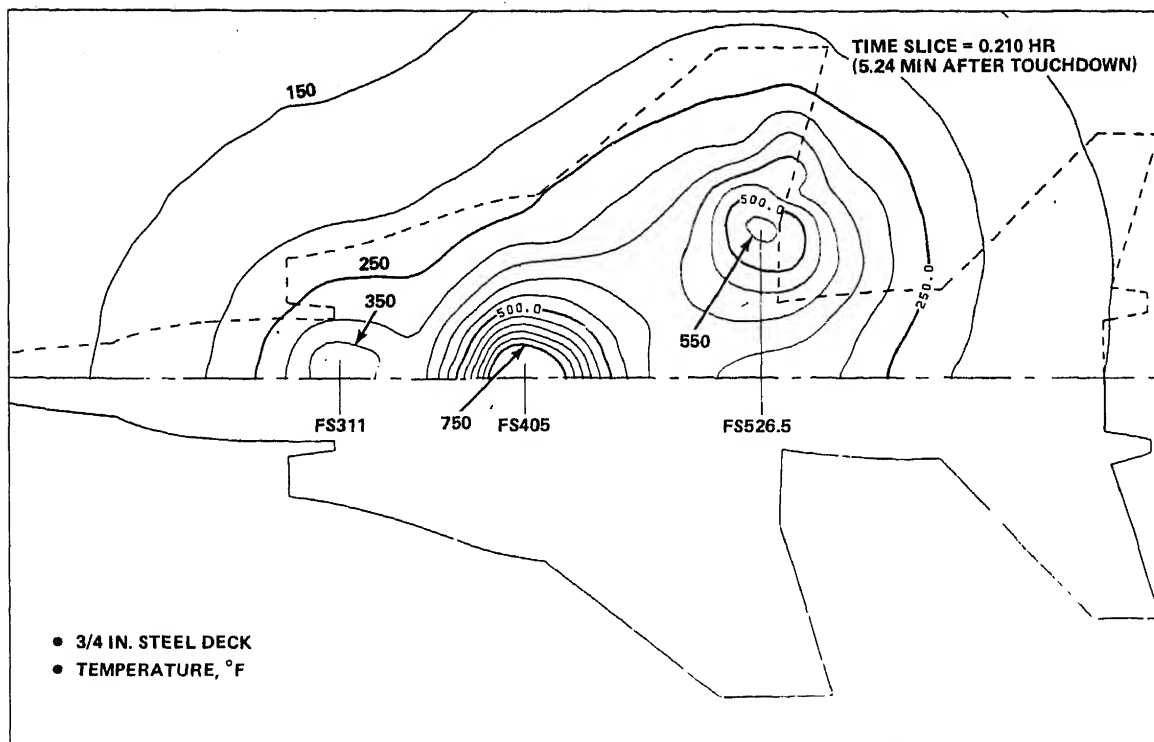 TIME SLICE = 0.210 HR
(5.24 MIN AFTER TOUCHDOWN)
150
500.0
250
350
500.0
250.0
550
750
FS311
FS405
FS526.5
● 3/4 IN. STEEL DECK
● TEMPERATURE, °F